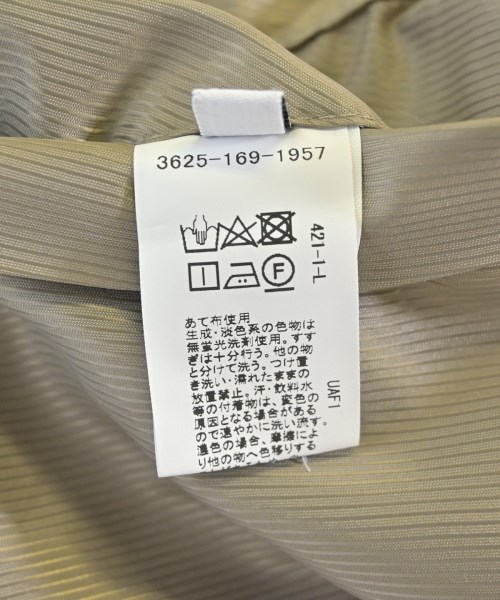 3625-169-1957
421-1-L
F
あて布使用
生成・淡色系の色物は
無蛍光洗剤使用。すす
ぎは十分行う。他の物
と分けて洗う。つけ置
き洗い・濡れたままの
放置禁止。汗・飲料水
等の付着物は、変色の
原因となる場合がある
ので速やかに洗い流す。
濃色の場合、摩擦によ
り他の物へ色移りする
UAF1